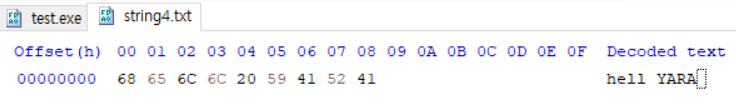 test.exe string4.txt
Offset(h) 00 01 02 03 04 05 06 07 08 09 0A 0B 0C 0D 0E 0F Decoded text
00000000 68 65 6C 6C 20 59 41 52 41 hell YARA